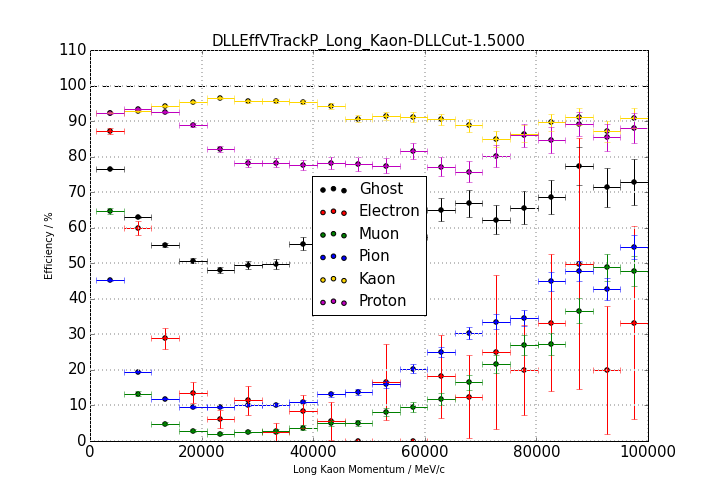 DLLEffVTrackP_Long_Kaon-DLLCut-1.5000
110
100
90
80
70
60
50
40
30
20
10
0
Efficiency / %
Ghost
Electron
Muon
Pion
Kaon
Proton
0 20000 40000 60000 80000 100000
Long Kaon Momentum / MeV/c